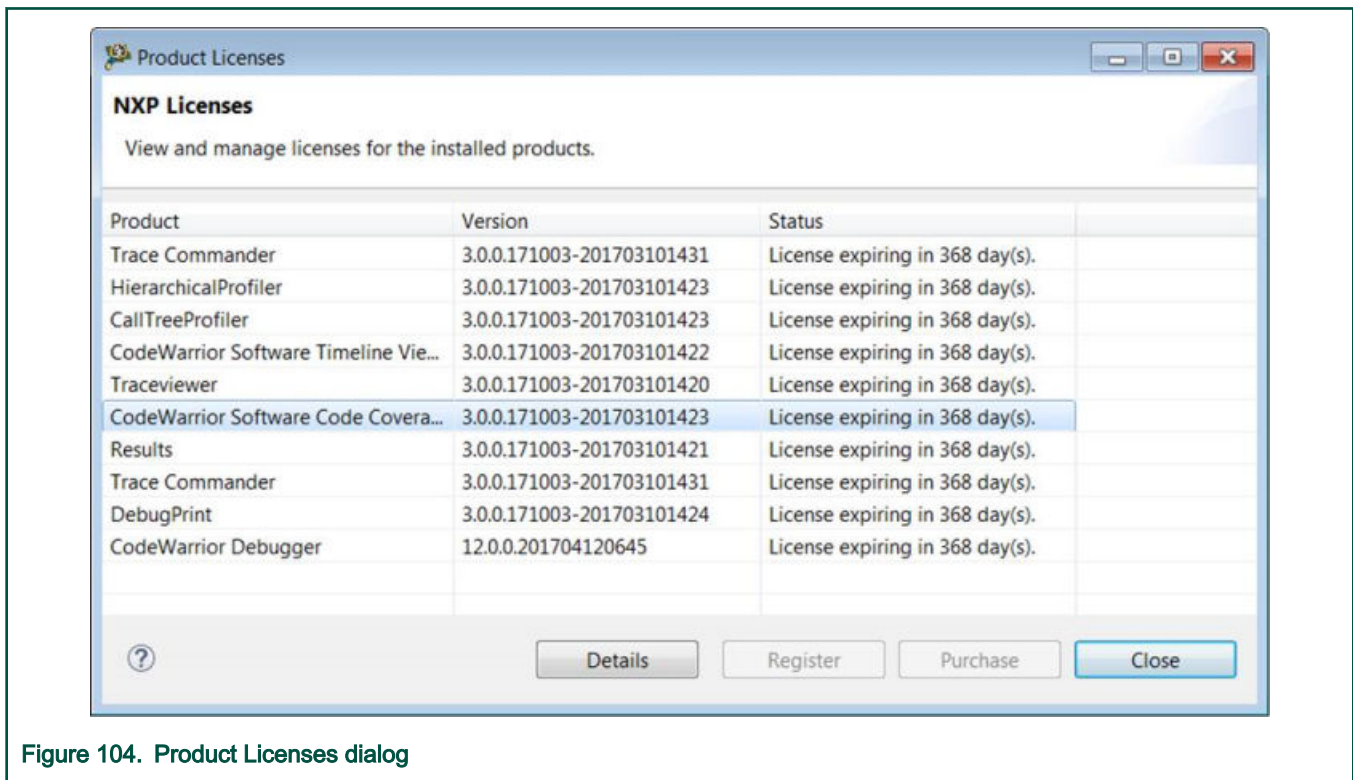 Product Licenses
NXP Licenses
View and manage licenses for the installed products.
Product Version Status
Trace Commander 3.0.0.171003-201703101431 License expiring in 368 day(s).
HierarchicalProfiler 3.0.0.171003-201703101423 License expiring in 368 day(s).
CallTreeProfiler 3.0.0.171003-201703101423 License expiring in 368 day(s).
CodeWarrior Software Timeline Vie... 3.0.0.171003-201703101422 License expiring in 368 day(s).
Traceviewer 3.0.0.171003-201703101420 License expiring in 368 day(s).
CodeWarrior Software Code Covera... 3.0.0.171003-201703101423 License expiring in 368 day(s).
Results 3.0.0.171003-201703101421 License expiring in 368 day(s).
Trace Commander 3.0.0.171003-201703101431 License expiring in 368 day(s).
DebugPrint 3.0.0.171003-201703101424 License expiring in 368 day(s).
CodeWarrior Debugger 12.0.0.201704120645 License expiring in 368 day(s).
? Details Register Purchase Close
Figure 104. Product Licenses dialog